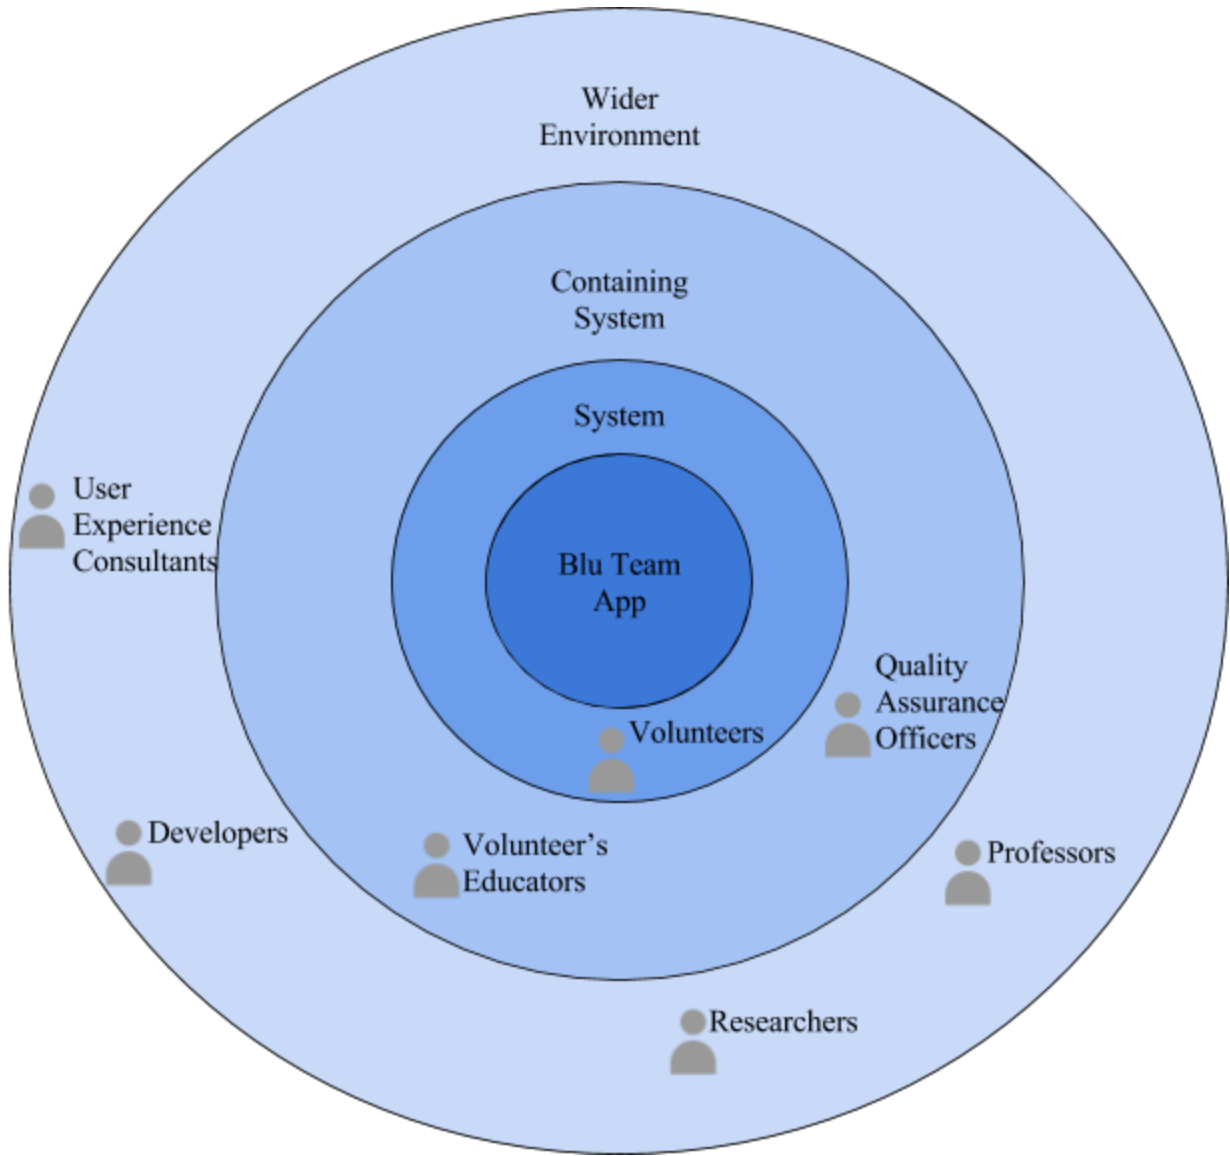 Wider
Environment
Containing
System
System
User
Experience
Consultants
Blu Team
App
Quality
Assurance
Officers
Volunteers
Developers
Volunteer’s
Educators
Professors
Researchers